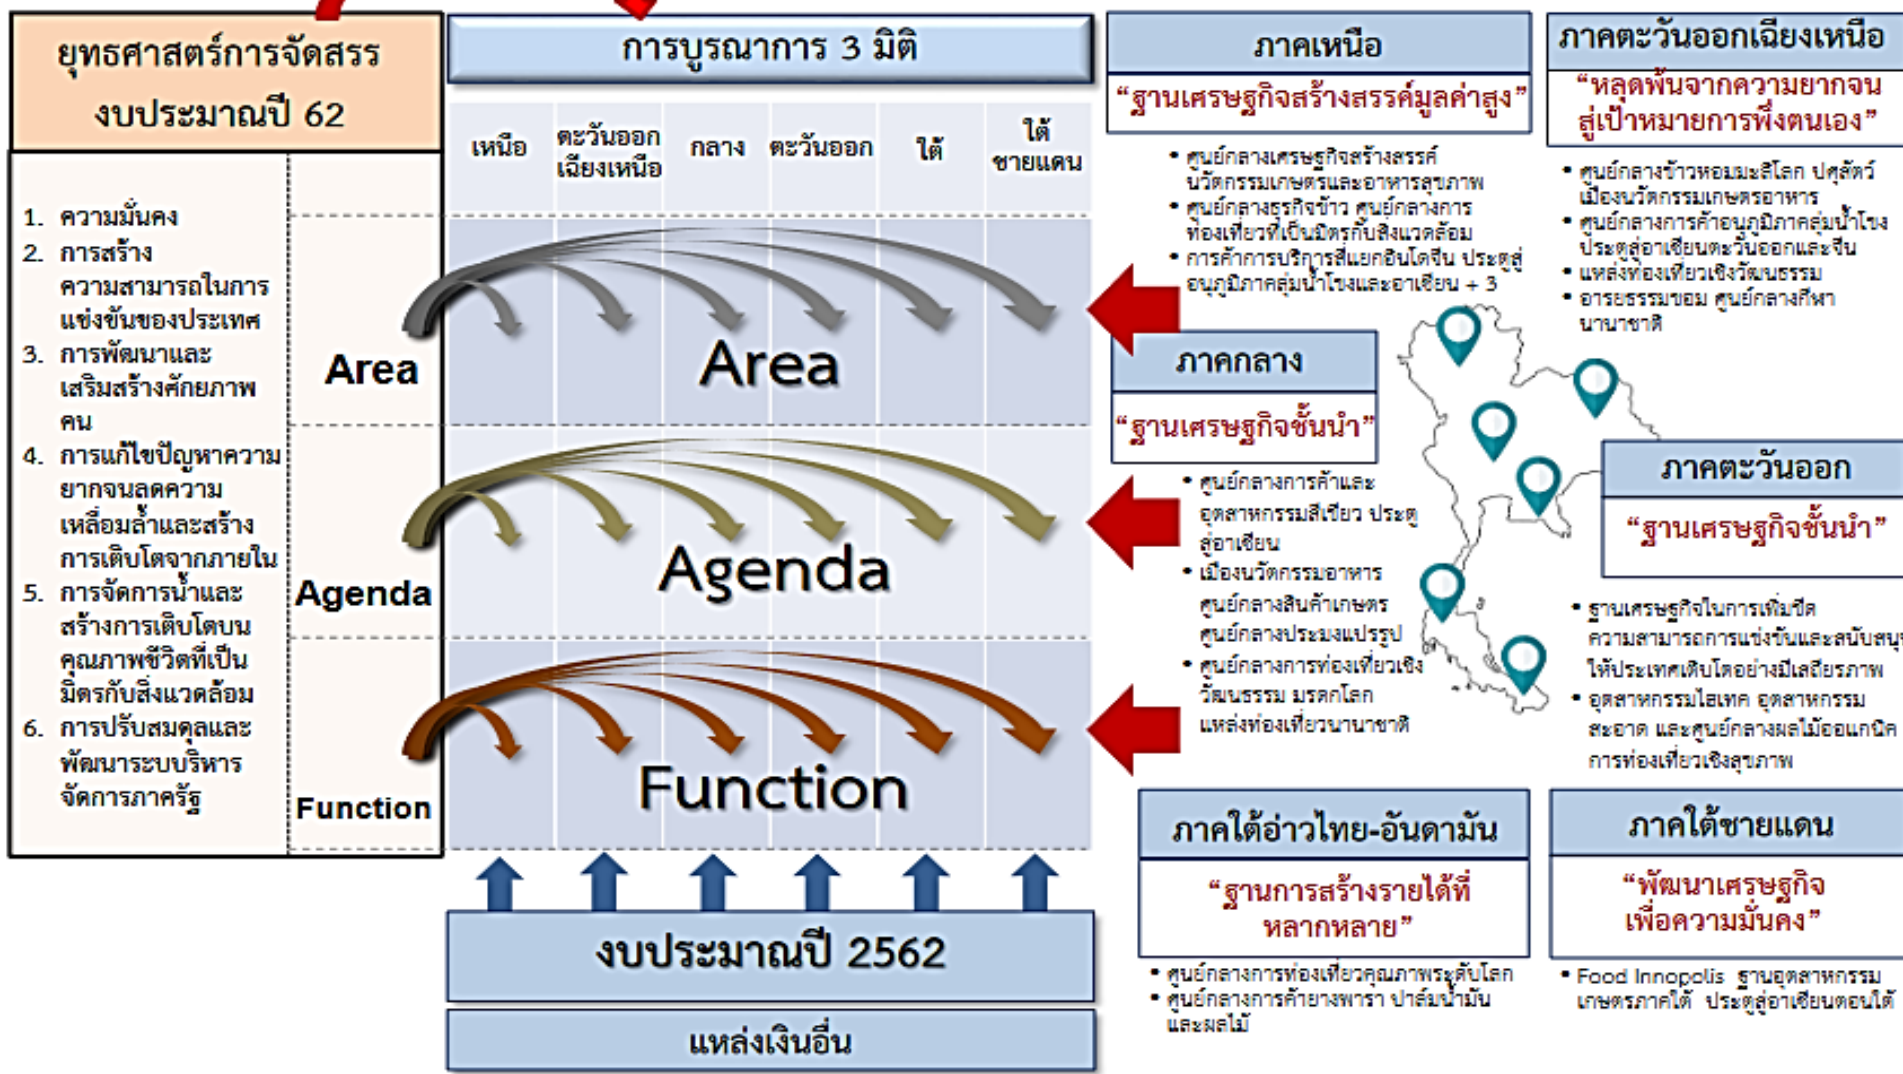 ยุทธศาสตร์การจัดสรร
งบประมาณปี 62
1. ความมั่นคง
2. การสร้าง
ความสามารถในการ
แข่งขันของประเทศ
3. การพัฒนาและ
เสริมสร้างศักยภาพ
คน
4. การแก้ไขปัญหาความ
ยากจนลดความ
เหลื่อมล้ำและสร้าง
การเติบโตจากภายใน
5. การจัดการน้ำและ
สร้างการเติบโตบน
คุณภาพชีวิตที่เป็น
มิตรกับสิ่งแวดล้อม
6. การปรับสมดุลและ
พัฒนาระบบบริหาร
จัดการภาครัฐ
Area
Agenda
Function
การบูรณาการ 3 มิติ
เหนือ
ตะวันออก
เฉียงเหนือ
กลาง
ตะวันออก
ใต้
ใต้
ชายแดน
Area
Agenda
Function
งบประมาณปี 2562
แหล่งเงินอื่น
ภาคเหนือ
“ฐานเศรษฐกิจสร้างสรรค์มูลค่าสูง”
• ศูนย์กลางเศรษฐกิจสร้างสรรค์
นวัตกรรมเกษตรและอาหารสุขภาพ
• ศูนย์กลางธุรกิจข้าว ศูนย์กลางการ
ท่องเที่ยวที่เป็นมิตรกับสิ่งแวดล้อม
• การค้าการบริการสี่แยกอินโดจีน ประตูสู่
อนุภูมิภาคลุ่มน้ำโขงและอาเซียน + 3
ภาคตะวันออกเฉียงเหนือ
“หลุดพ้นจากความยากจน
สู่เป้าหมายการพึ่งตนเอง”
• ศูนย์กลางข้าวหอมมะลิโลก ปศุสัตว์
เมืองนวัตกรรมเกษตรอาหาร
• ศูนย์กลางการค้าอนุภูมิภาคลุ่มน้ำโขง
ประตูสู่อาเซียนตะวันออกและจีน
• แหล่งท่องเที่ยวเชิงวัฒนธรรม
• อารยธรรมขอม ศูนย์กลางกีฬา
นานาชาติ
ภาคกลาง
“ฐานเศรษฐกิจชั้นนำ”
• ศูนย์กลางการค้าและ
อุตสาหกรรมสีเขียว ประตู
สู่อาเซียน
• เมืองนวัตกรรมอาหาร
ศูนย์กลางสินค้าเกษตร
ศูนย์กลางประมงแปรรูป
• ศูนย์กลางการท่องเที่ยวเชิง
วัฒนธรรม มรดกโลก
แหล่งท่องเที่ยวนานาชาติ
ภาคตะวันออก
“ฐานเศรษฐกิจชั้นนำ”
• ฐานเศรษฐกิจในการเพิ่มขีด
ความสามารถการแข่งขันและสนับสนุน
ให้ประเทศเติบโตอย่างมีเสถียรภาพ
• อุตสาหกรรมไฮเทค อุตสาหกรรม
สะอาด และศูนย์กลางผลไม้ออแกนิค
การท่องเที่ยวเชิงสุขภาพ
ภาคใต้อ่าวไทย-อันดามัน
“ฐานการสร้างรายได้ที่
หลากหลาย”
• ศูนย์กลางการท่องเที่ยวคุณภาพระดับโลก
• ศูนย์กลางการค้ายางพารา ปาล์มน้ำมัน
และผลไม้
ภาคใต้ชายแดน
“พัฒนาเศรษฐกิจ
เพื่อความมั่นคง”
• Food Innopolis ฐานอุตสาหกรรม
เกษตรภาคใต้ ประตูสู่อาเซียนตอนใต้